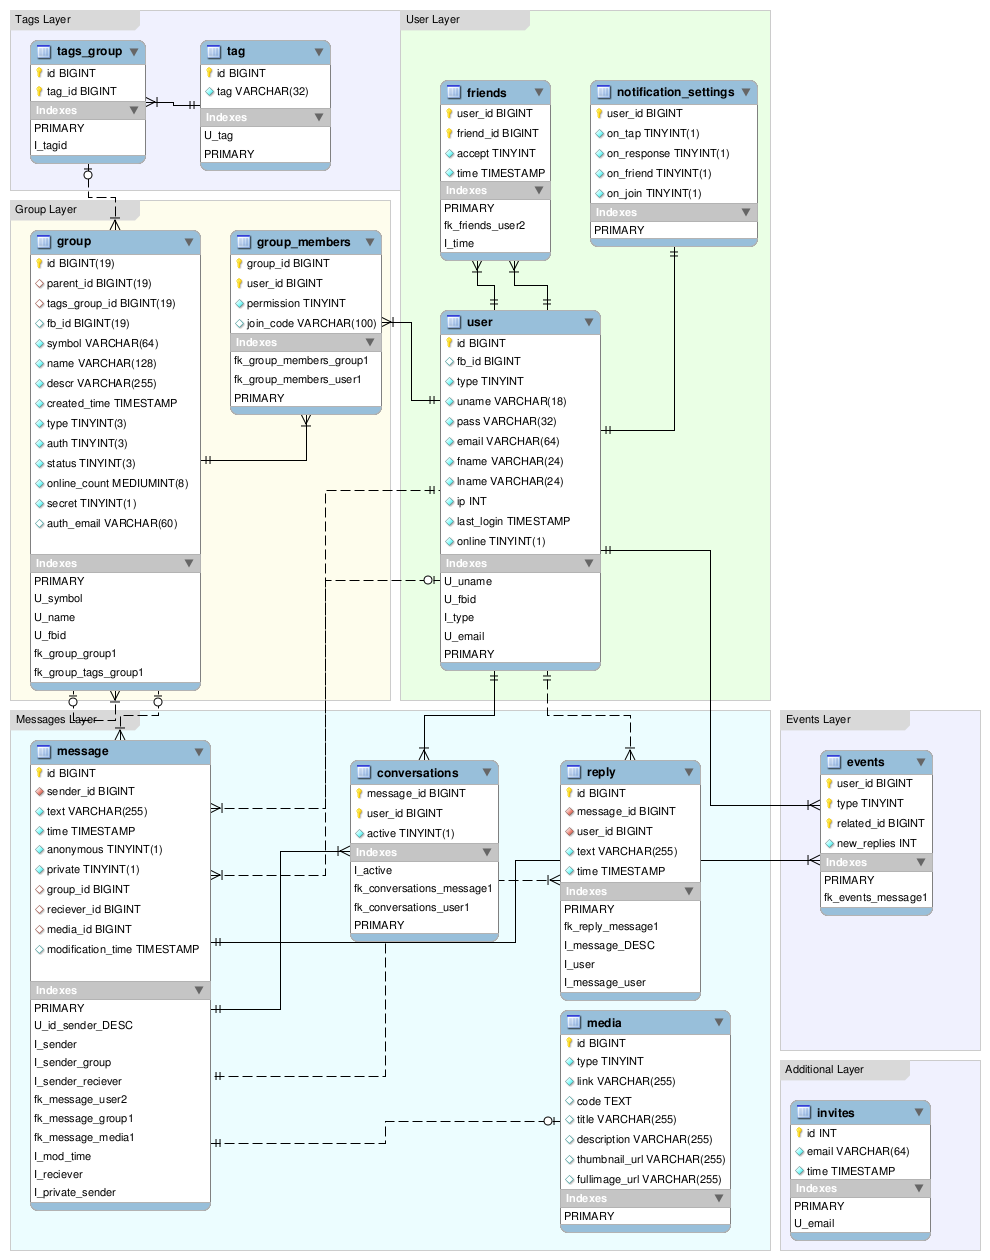 Tags Layer
tags_group
id BIGINT
tag_id BIGINT
Indexes
PRIMARY
I_tagid
tag
id BIGINT
tag VARCHAR(32)
Indexes
U_tag
PRIMARY
User Layer
friends
user_id BIGINT
friend_id BIGINT
accept TINYINT
time TIMESTAMP
Indexes
PRIMARY
fk_friends_user2
I_time
notification_settings
user_id BIGINT
on_tap TINYINT(1)
on_response TINYINT(1)
on_friend TINYINT(1)
on_join TINYINT(1)
Indexes
PRIMARY
user
id BIGINT
fb_id BIGINT
type TINYINT
uname VARCHAR(18)
pass VARCHAR(32)
email VARCHAR(64)
fname VARCHAR(24)
lname VARCHAR(24)
ip INT
last_login TIMESTAMP
online TINYINT(1)
Indexes
U_uname
U_fbid
I_type
U_email
PRIMARY
Group Layer
group
id BIGINT(19)
parent_id BIGINT(19)
tags_group_id BIGINT(19)
fb_id BIGINT(19)
symbol VARCHAR(64)
name VARCHAR(128)
descr VARCHAR(255)
created_time TIMESTAMP
type TINYINT(3)
auth TINYINT(3)
status TINYINT(3)
online_count MEDIUMINT(8)
secret TINYINT(1)
auth_email VARCHAR(60)
Indexes
PRIMARY
U_symbol
U_name
U_fbid
fk_group_group1
fk_group_tags_group1
group_members
group_id BIGINT
user_id BIGINT
permission TINYINT
join_code VARCHAR(100)
Indexes
fk_group_members_group1
fk_group_members_user1
PRIMARY
Messages Layer
message
id BIGINT
sender_id BIGINT
text VARCHAR(255)
time TIMESTAMP
anonymous TINYINT(1)
private TINYINT(1)
group_id BIGINT
reciever_id BIGINT
media_id BIGINT
modification_time TIMESTAMP
Indexes
PRIMARY
U_id_sender_DESC
I_sender
I_sender_group
I_sender_reciever
fk_message_user2
fk_message_group1
fk_message_media1
I_mod_time
I_reciever
I_private_sender
conversations
message_id BIGINT
user_id BIGINT
active TINYINT(1)
Indexes
I_active
fk_conversations_message1
fk_conversations_user1
PRIMARY
reply
id BIGINT
message_id BIGINT
user_id BIGINT
text VARCHAR(255)
time TIMESTAMP
Indexes
PRIMARY
fk_reply_message1
I_message_DESC
I_user
I_message_user
media
id BIGINT
type TINYINT
link VARCHAR(255)
code TEXT
title VARCHAR(255)
description VARCHAR(255)
thumbnail_url VARCHAR(255)
fullimage_url VARCHAR(255)
Indexes
PRIMARY
Events Layer
events
user_id BIGINT
type TINYINT
related_id BIGINT
new_replies INT
Indexes
PRIMARY
fk_events_message1
Additional Layer
invites
id INT
email VARCHAR(64)
time TIMESTAMP
Indexes
PRIMARY
U_email